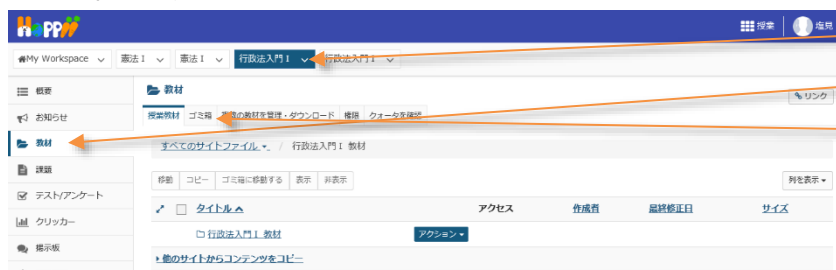 Hoppii
授業 塩見
My Workspace 憲法 I 憲法 I 行政法入門 I 行政法入門 I
概要
教材
リンク
お知らせ
授業教材 ゴミ箱 複数の教材を管理・ダウンロード 権限 クォータを確認
教材
すべてのサイトファイル / 行政法入門 I 教材
課題
移動 コピー ゴミ箱に移動する 表示 非表示 列を表示
テスト/アンケート
タイトル アクセス 作成者 最終修正日 サイズ
クリッカー
行政法入門 I 教材 アクション
掲示板
他のサイトからコンテンツをコピー